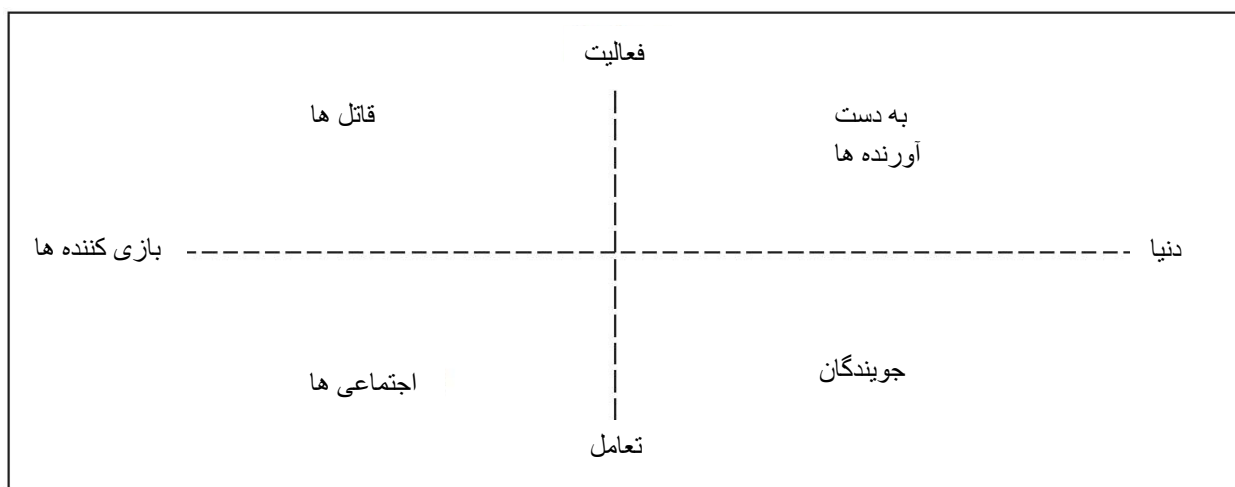 فعالیت
به دست
آورنده ها
قاتل ها
دنیا
بازی کننده ها
جویندگان
اجتماعی ها
تعامل